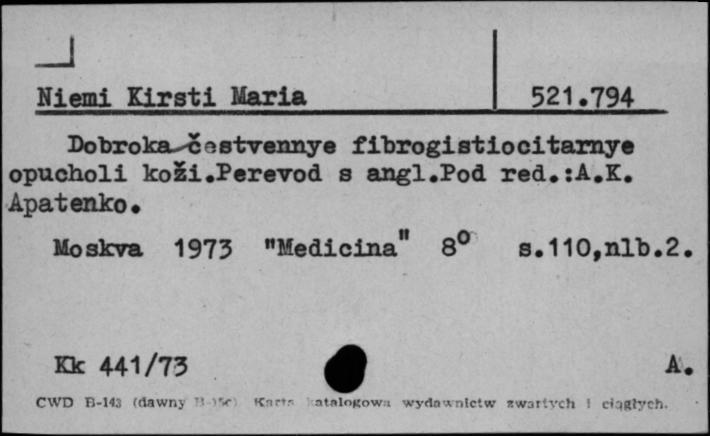 Niemi Kirsti Maria 521.794
Dobrokačestvennye fibrogistiocitarnye
opucholi koži.Perevod s angl.Pod red.:A.K.
Apatenko.
Moskva 1973 "Medicina" 8° s.110,nlb.2.
Kk 441/73 A.
CWD B-143 (dawny Karta katalogowa wydawnictw zwartych i ciągłych.